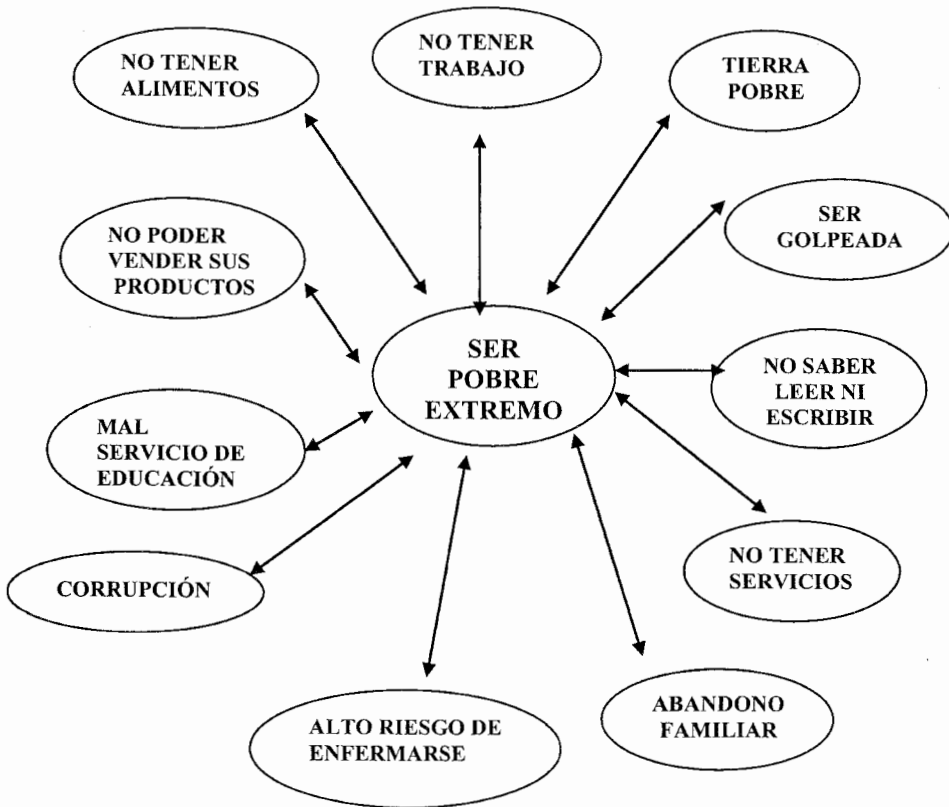 NO TENER
ALIMENTOS
NO TENER
TRABAJO
TIERRA
POBRE
NO PODER
VENDER SUS
PRODUCTOS
SER
GOLPEADA
SER
POBRE
EXTREMO
NO SABER
LEER NI
ESCRIBIR
MAL
SERVICIO DE
EDUCACIÓN
NO TENER
SERVICIOS
CORRUPCIÓN
ALTO RIESGO DE
ENFERMARSE
ABANDONO
FAMILIAR